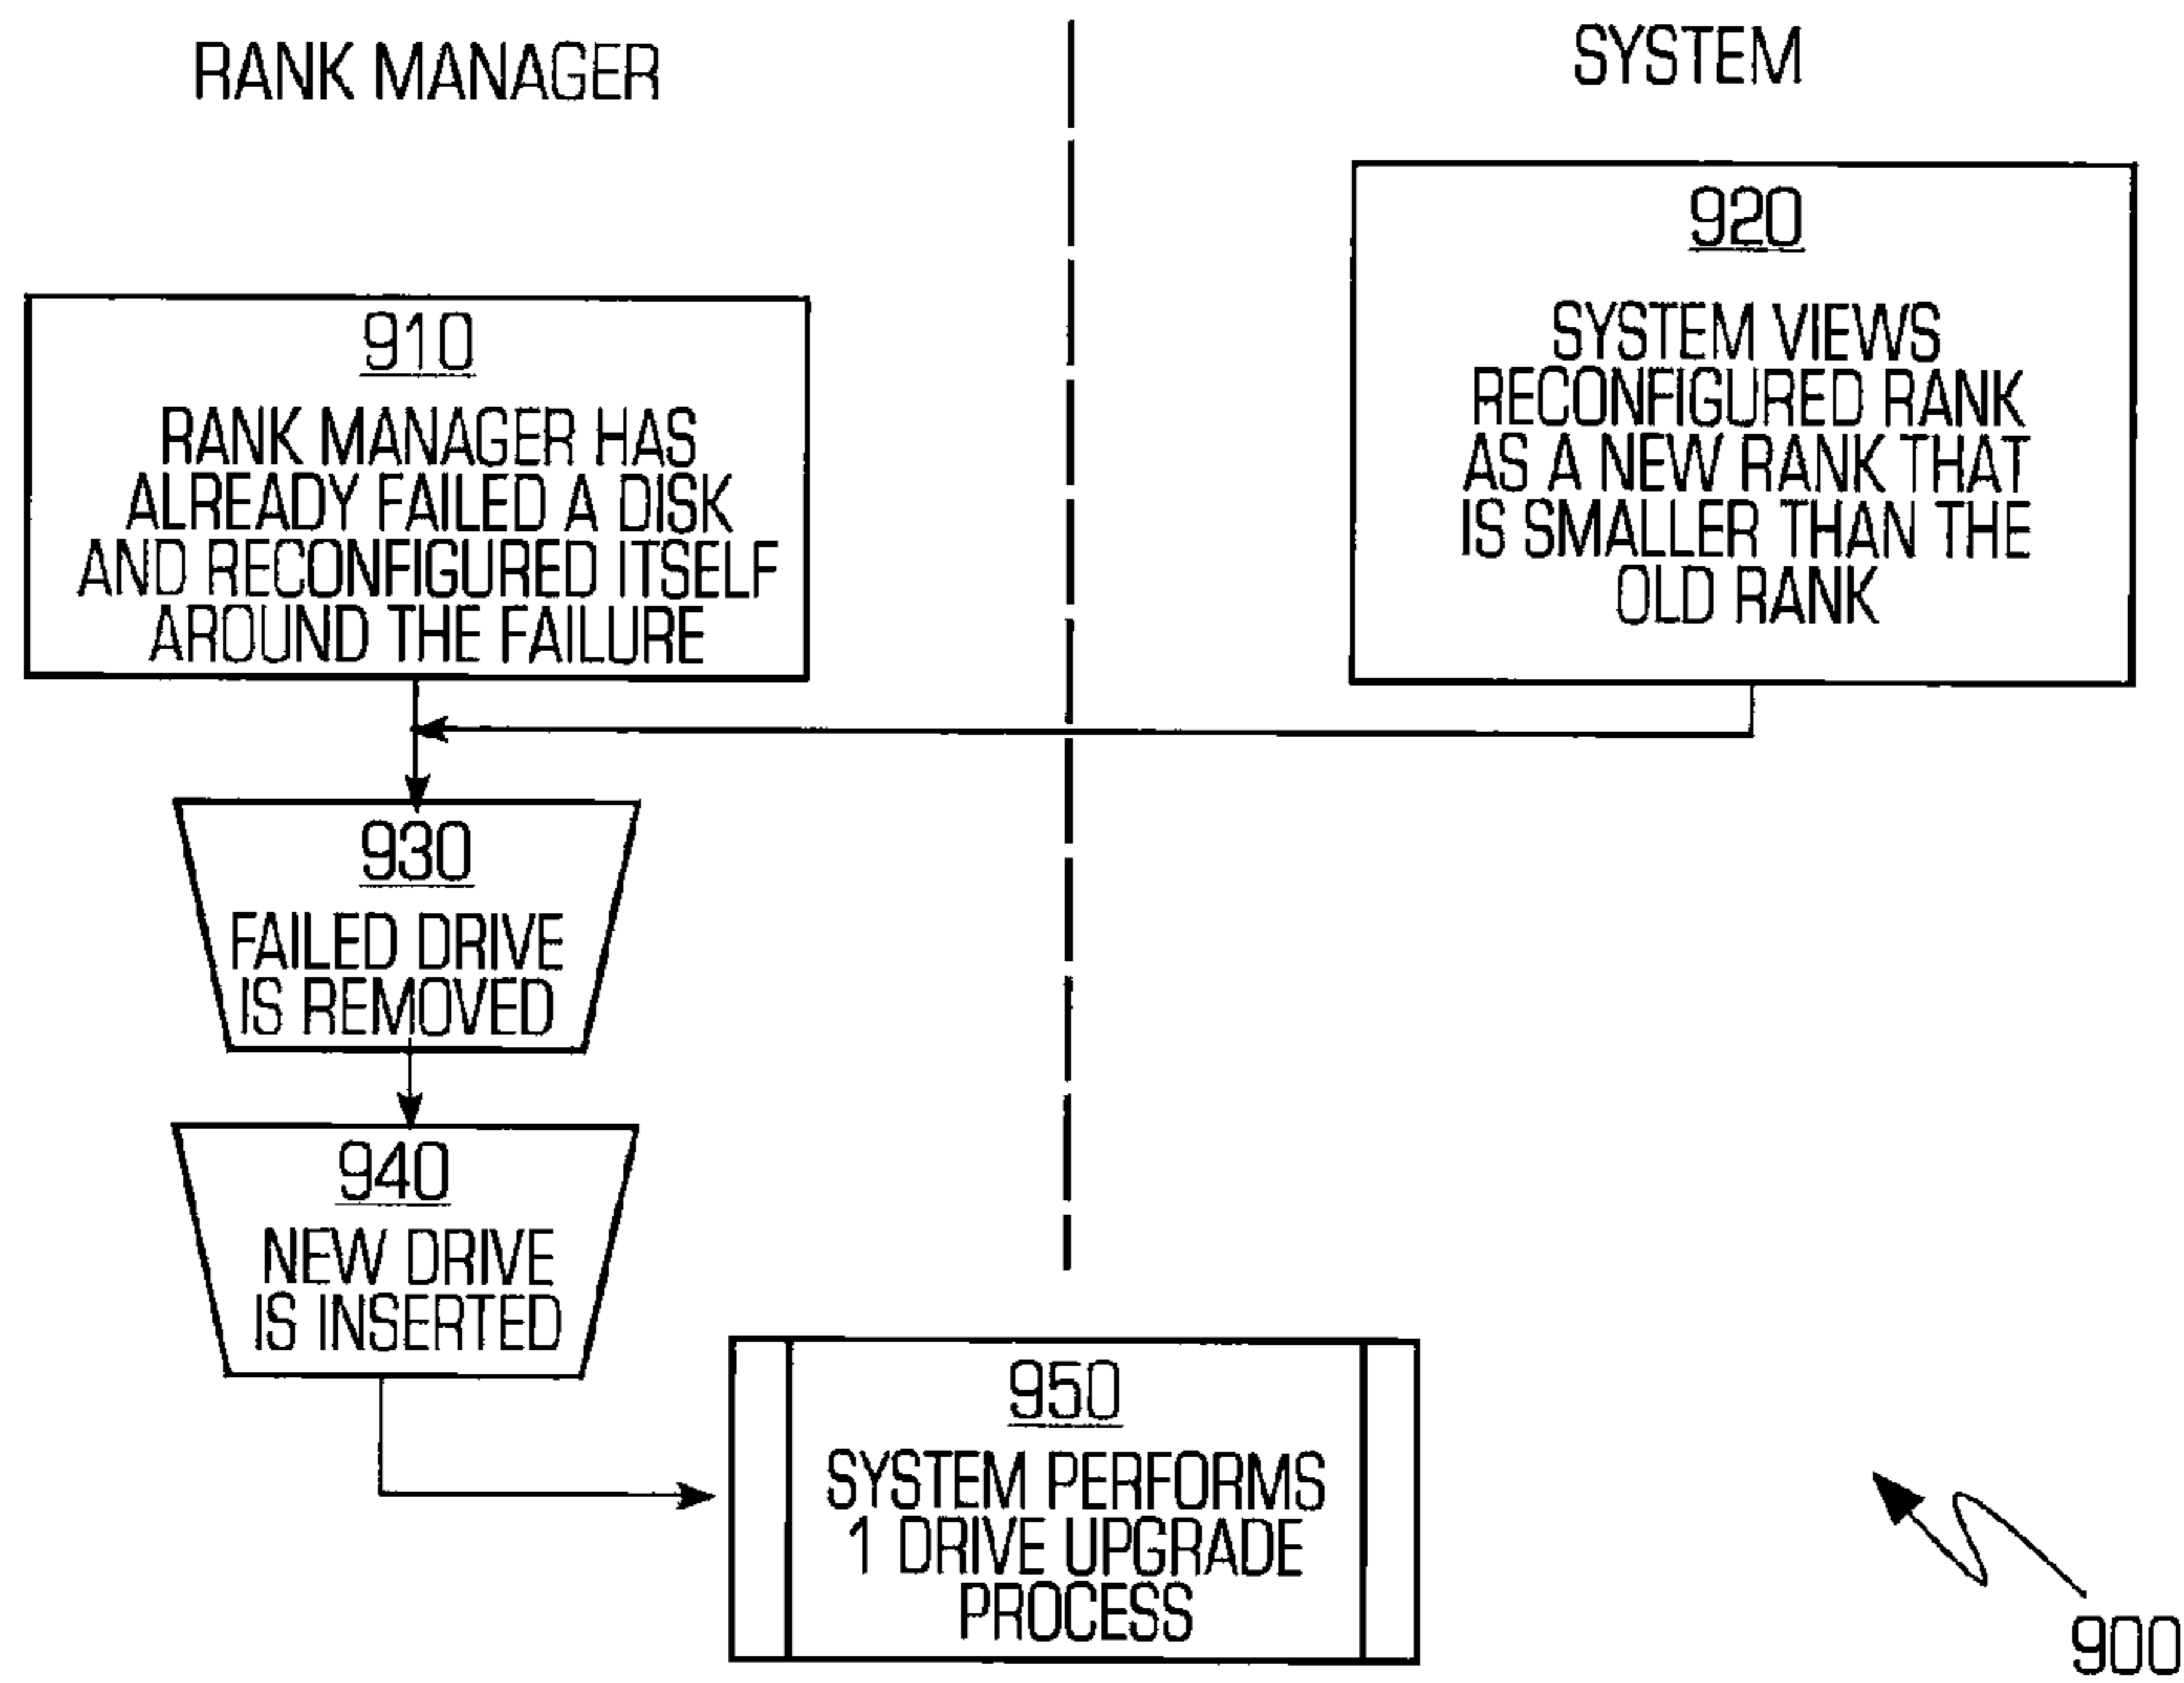 RANK MANAGER
SYSTEM
910
RANK MANAGER HAS
ALREADY FAILED A DISK
AND RECONFIGURED ITSELF
AROUND THE FAILURE
920
SYSTEM VIEWS
RECONFIGURED RANK
AS A NEW RANK THAT
IS SMALLER THAN THE
OLD RANK
930
FAILED DRIVE
IS REMOVED
940
NEW DRIVE
IS INSERTED
950
SYSTEM PERFORMS
1 DRIVE UPGRADE
PROCESS
900